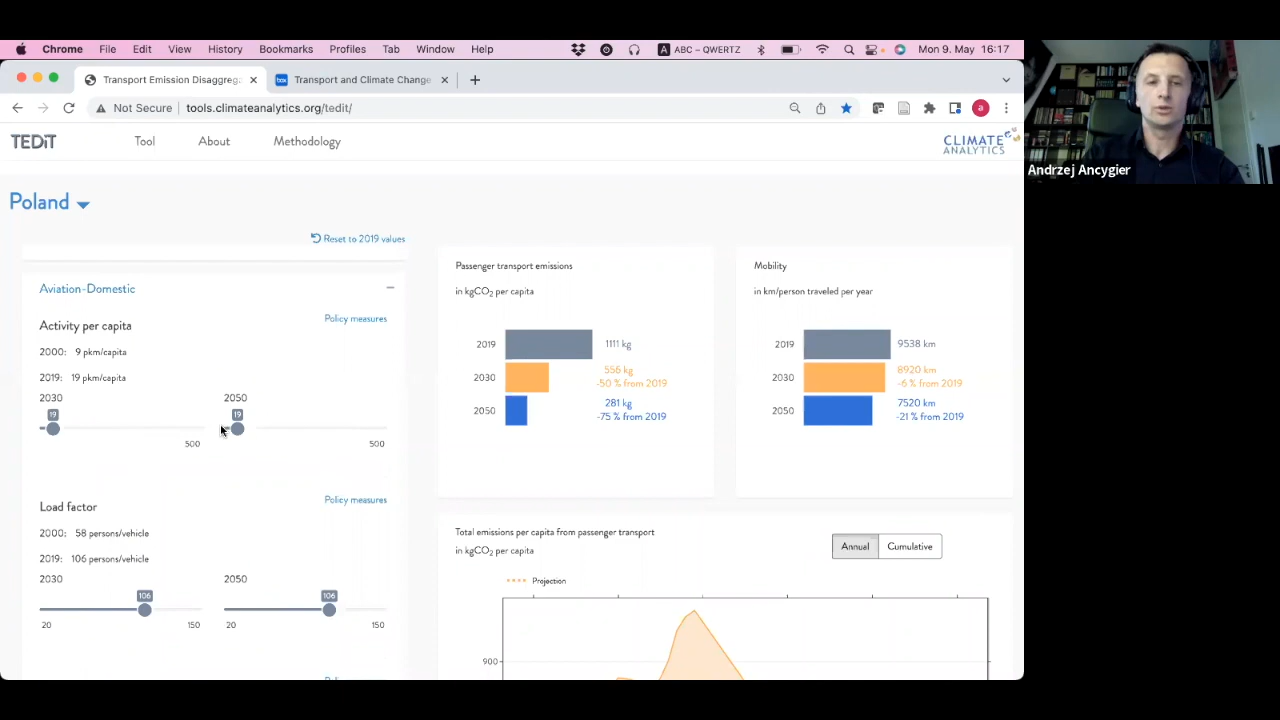 Chrome File Edit View History Bookmarks Profiles Tab Window Help A ABC – QWERTZ Mon 9. May 16:17
Transport Emission Disaggreg box Transport and Climate Change
Not Secure tools.climateanalytics.org/tedit/ a
TEDiT Tool About Methodology CLIMATE ANALYTICS
Andrzej Ancygier
Poland
Reset to 2019 values
Aviation-Domestic
Activity per capita Policy measures
2000: 9 pkm/capita
2019: 19 pkm/capita
2030 2050
19 19
500 500
Load factor Policy measures
2000: 58 persons/vehicle
2019: 106 persons/vehicle
2030 2050
106 106
20 150 20 150
Passenger transport emissions
in kgCO2 per capita
2019 1111 kg
2030 556 kg
-50 % from 2019
2050 281 kg
-75 % from 2019
Mobility
in km/person traveled per year
2019 9538 km
2030 8920 km
-6 % from 2019
2050 7520 km
-21 % from 2019
Total emissions per capita from passenger transport
in kgCO2 per capita
Annual Cumulative
Projection
900